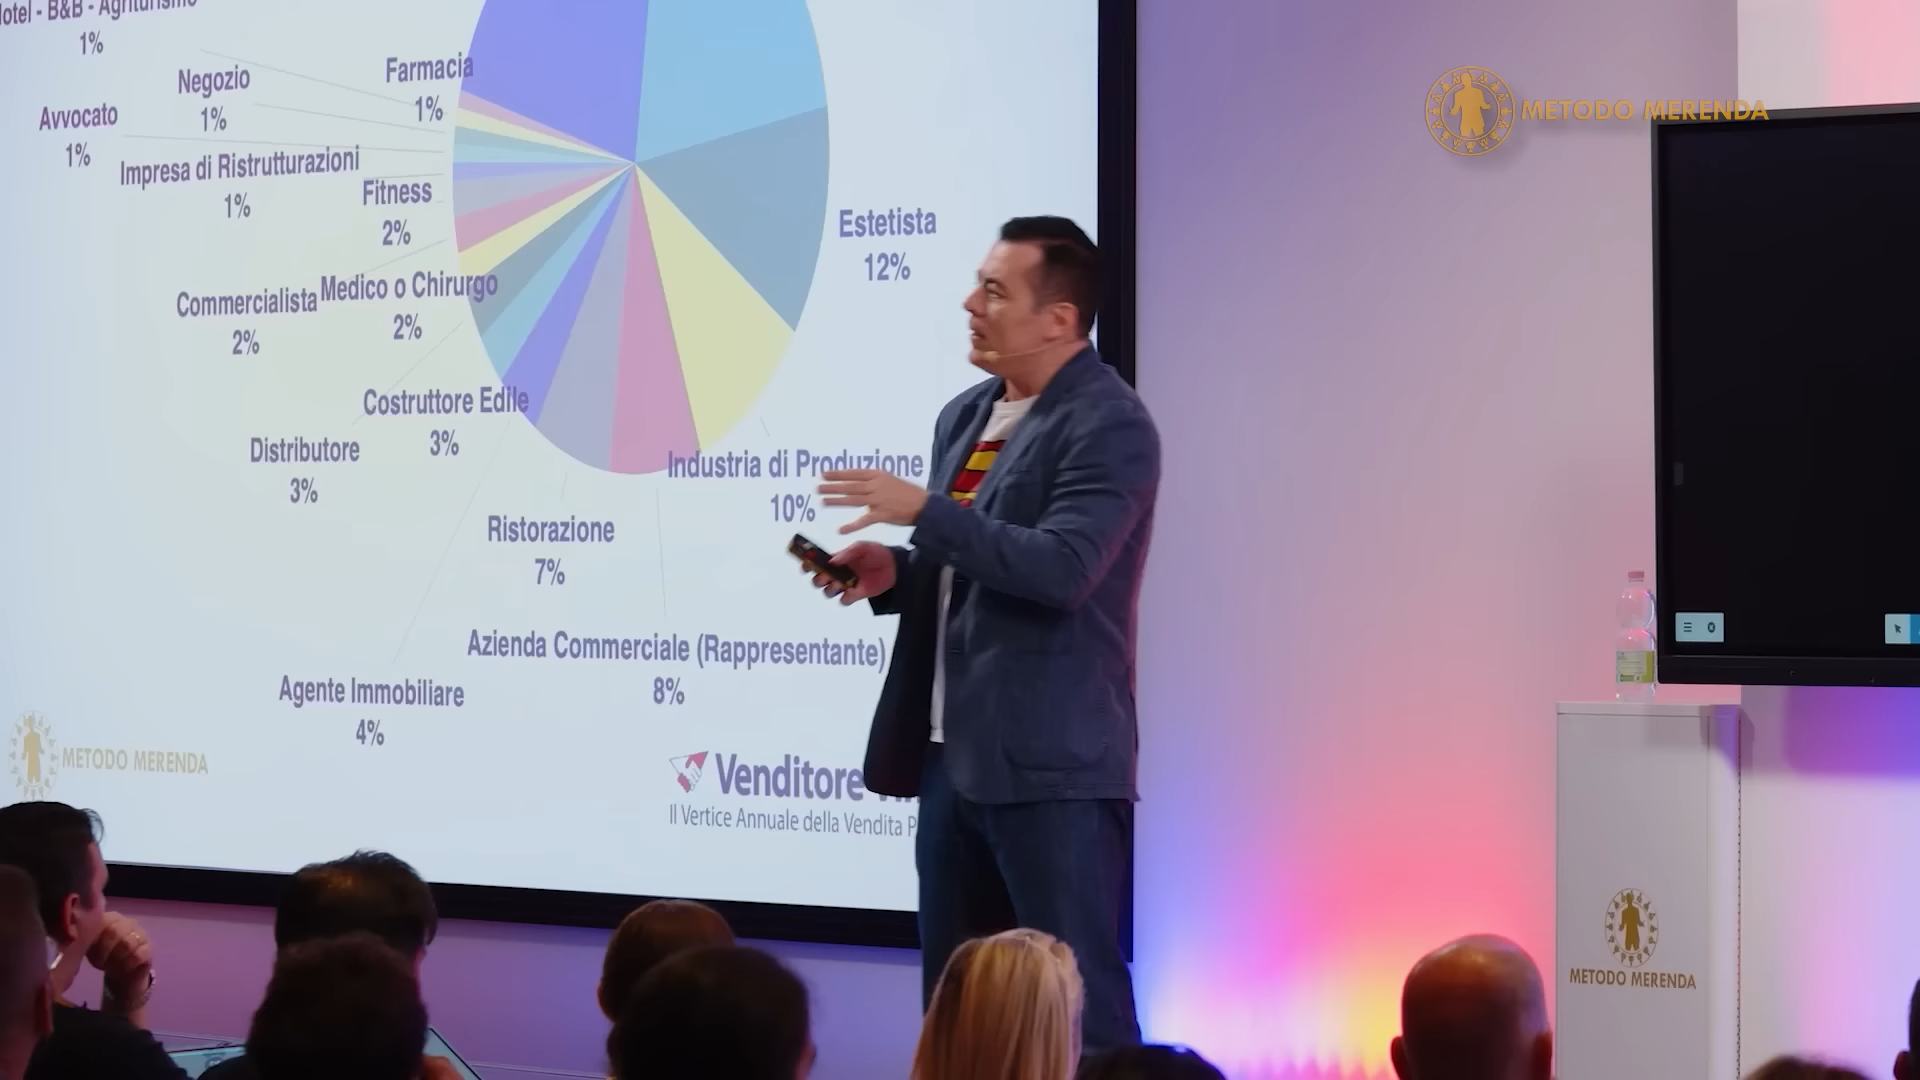 Hotel - B&B - Agriturismo
1%
Negozio
1%
Farmacia
1%
Avvocato
1%
Impresa di Ristrutturazioni
1%
Fitness
2%
Estetista
12%
Commercialista
2%
Medico o Chirurgo
2%
Costruttore Edile
3%
Distributore
3%
Industria di Produzione
10%
Ristorazione
7%
Azienda Commerciale (Rappresentante)
8%
Agente Immobiliare
4%
METODO MERENDA
Venditore
Il Vertice Annuale della Vendita
METODO MERENDA
METODO MERENDA